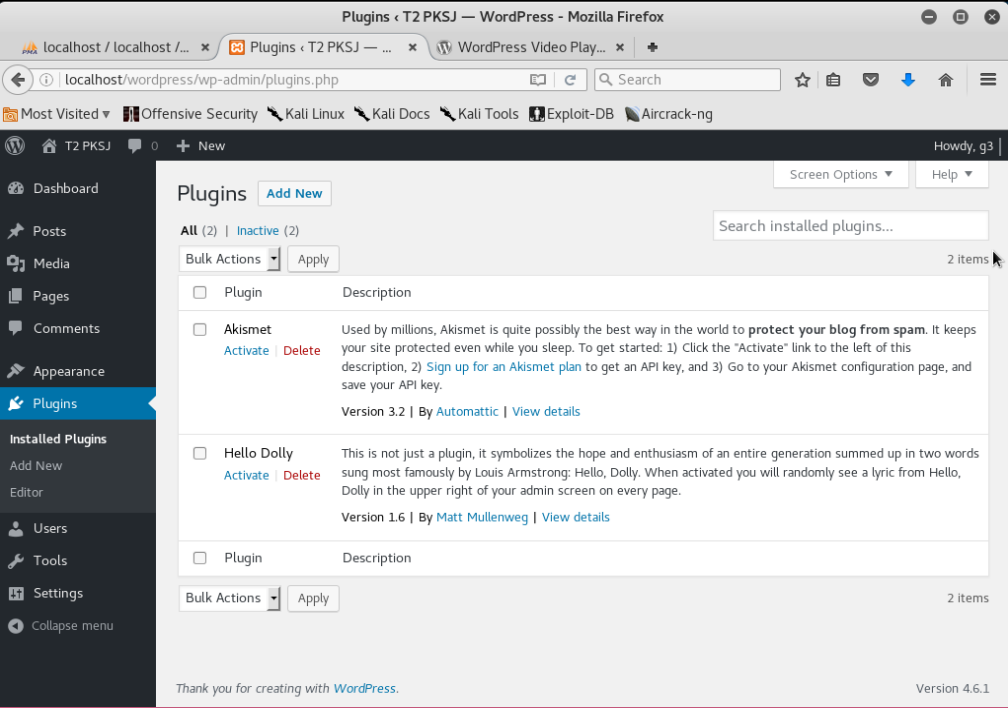 Plugins ‹ T2 PKSJ — WordPress - Mozilla Firefox
localhost / localhost /...
Plugins ‹ T2 PKSJ — ...
WordPress Video Play...
localhost/wordpress/wp-admin/plugins.php
Search
Most Visited
Offensive Security
Kali Linux
Kali Docs
Kali Tools
Exploit-DB
Aircrack-ng
T2 PKSJ
0
New
Howdy, g3
Dashboard
Posts
Media
Pages
Comments
Appearance
Plugins
Installed Plugins
Add New
Editor
Users
Tools
Settings
Collapse menu
Screen Options
Help
Plugins
Add New
All (2) | Inactive (2)
Search installed plugins...
Bulk Actions
Apply
2 items
Plugin
Description
Akismet
Activate | Delete
Used by millions, Akismet is quite possibly the best way in the world to protect your blog from spam. It keeps
your site protected even while you sleep. To get started: 1) Click the "Activate" link to the left of this
description, 2) Sign up for an Akismet plan to get an API key, and 3) Go to your Akismet configuration page, and
save your API key.
Version 3.2 | By Automattic | View details
Hello Dolly
Activate | Delete
This is not just a plugin, it symbolizes the hope and enthusiasm of an entire generation summed up in two words
sung most famously by Louis Armstrong: Hello, Dolly. When activated you will randomly see a lyric from Hello,
Dolly in the upper right of your admin screen on every page.
Version 1.6 | By Matt Mullenweg | View details
Plugin
Description
Bulk Actions
Apply
2 items
Thank you for creating with WordPress.
Version 4.6.1